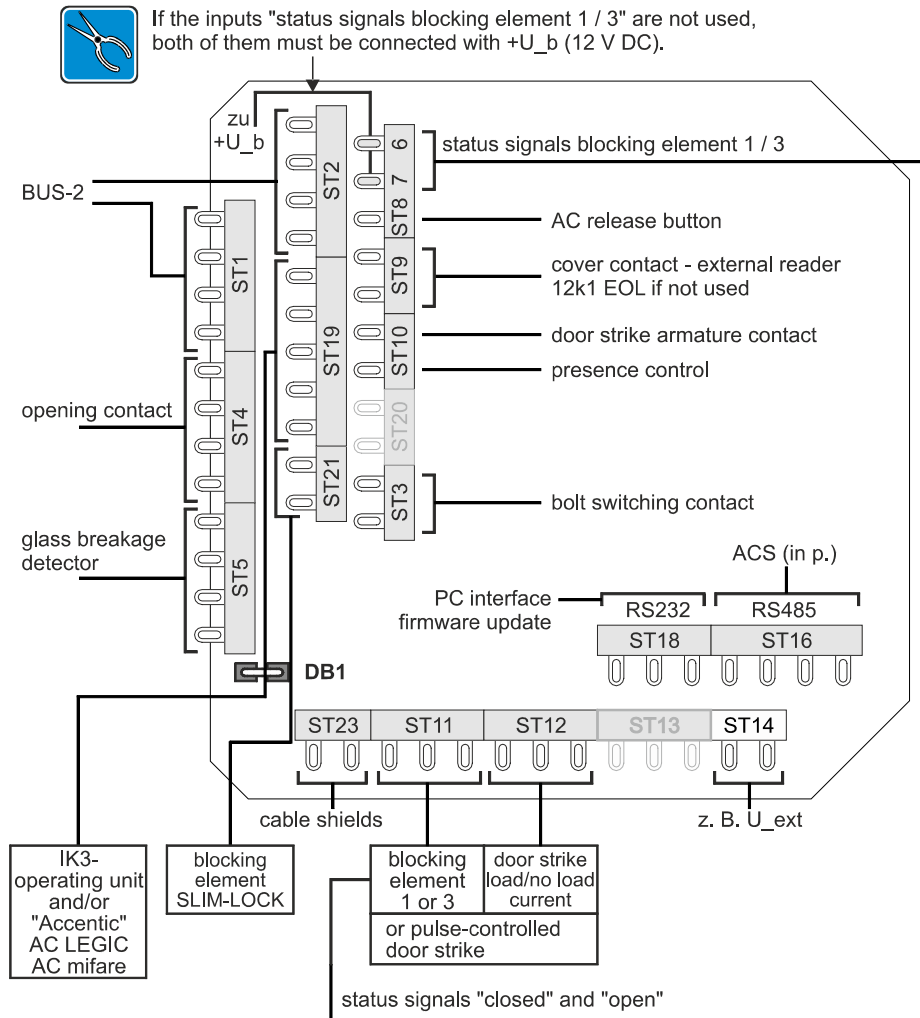 If the inputs "status signals blocking element 1 / 3" are not used,
both of them must be connected with +U_b (12 V DC).
zu
+U_b
ST2
6
7
ST8
status signals blocking element 1 / 3
BUS-2
AC release button
ST1
ST9
cover contact - external reader
12k1 EOL if not used
ST19
ST10
door strike armature contact
presence control
opening contact
ST4
ST20
ST21
ST3
bolt switching contact
glass breakage
detector
ST5
ACS (in p.)
PC interface
firmware update
RS232
RS485
ST18
ST16
DB1
ST23
ST11
ST12
ST13
ST14
cable shields
z. B. U_ext
IK3-
operating unit
and/or
"Accentic"
AC LEGIC
AC mifare
blocking
element
SLIM-LOCK
blocking
element
1 or 3
door strike
load/no load
current
or pulse-controlled
door strike
status signals "closed" and "open"